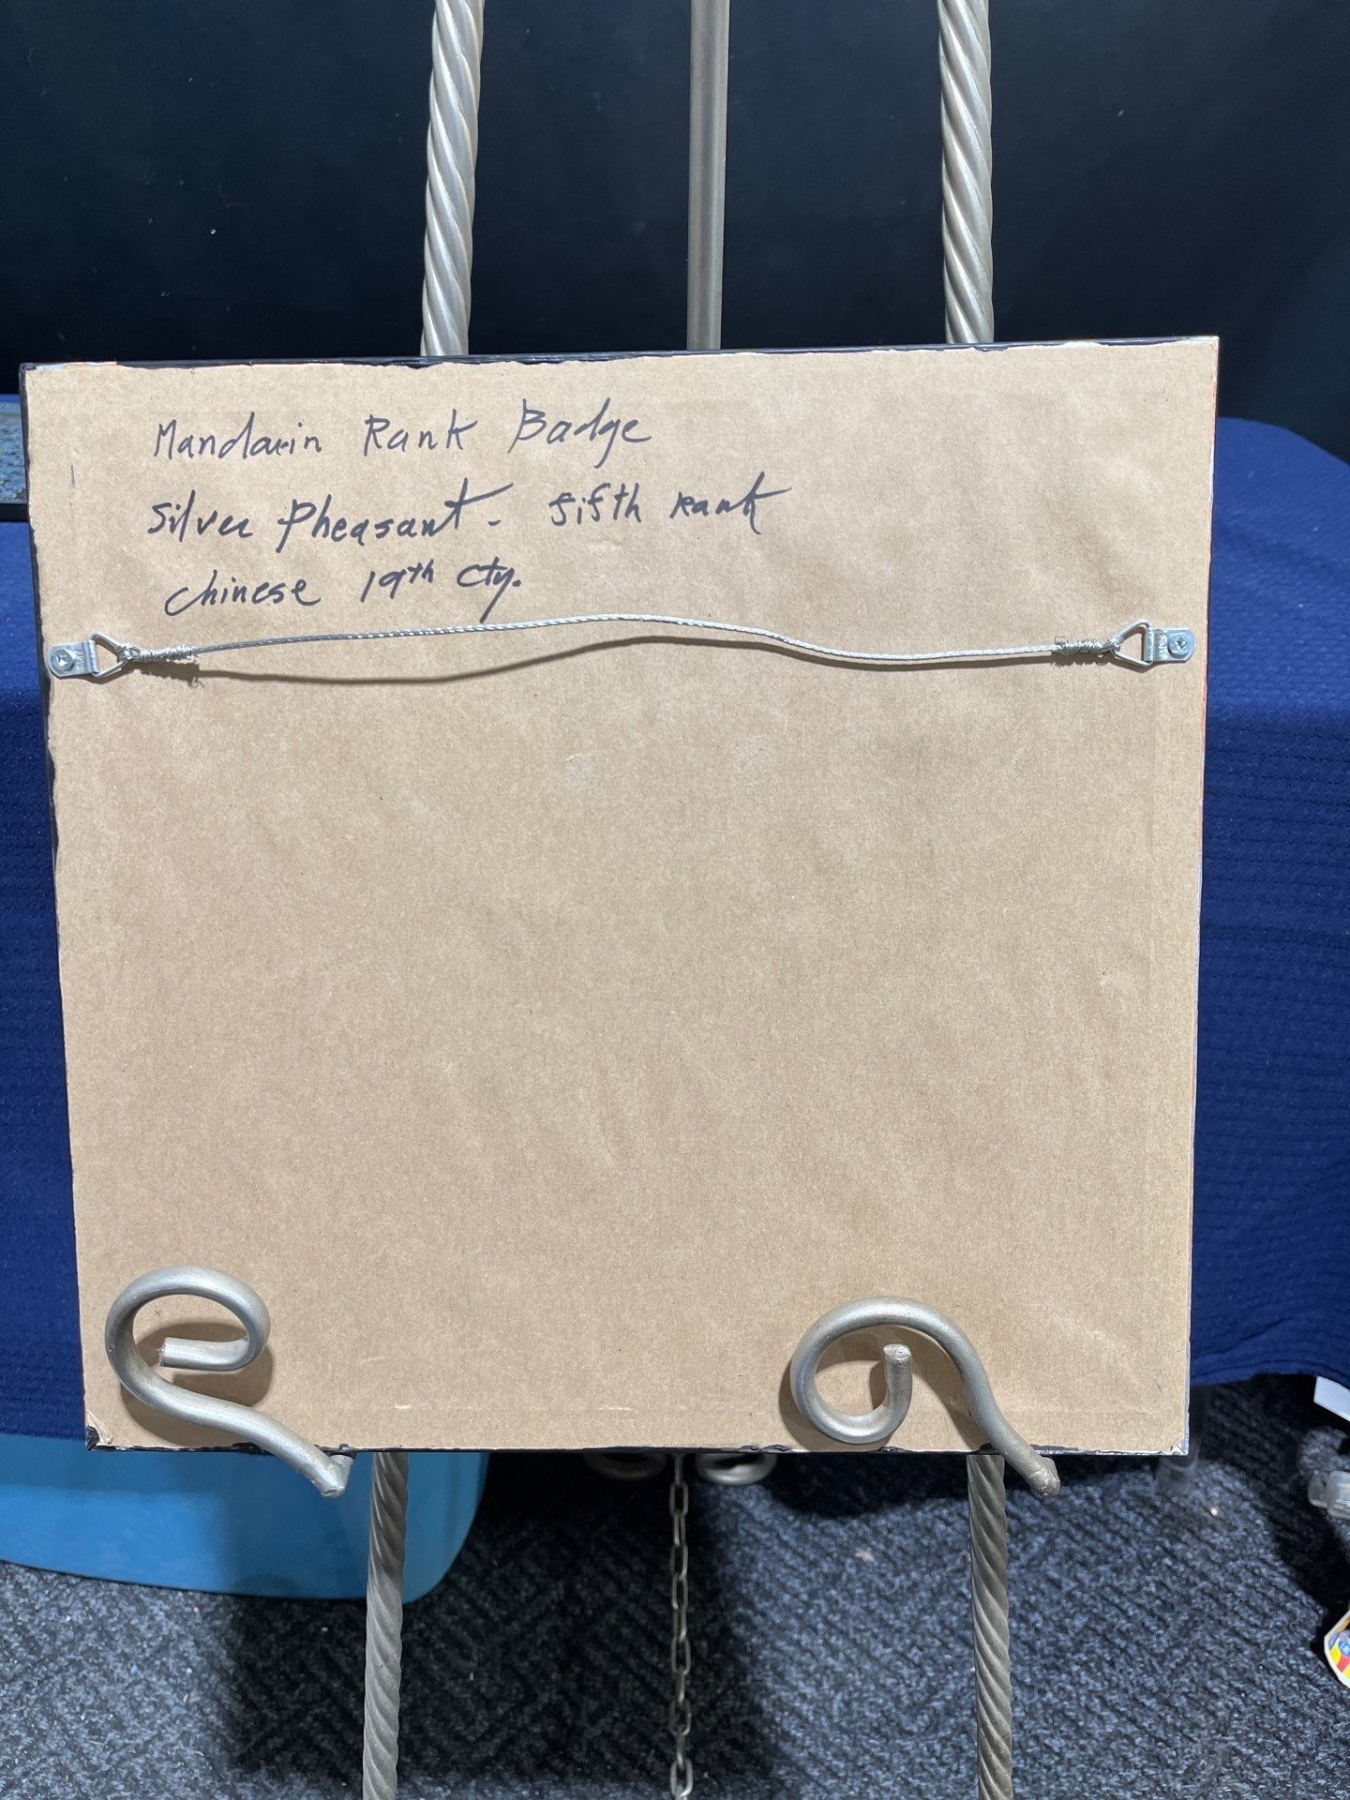 Mandarin Rank Badge
Silver Pheasant - fifth rank
Chinese 19th cty.